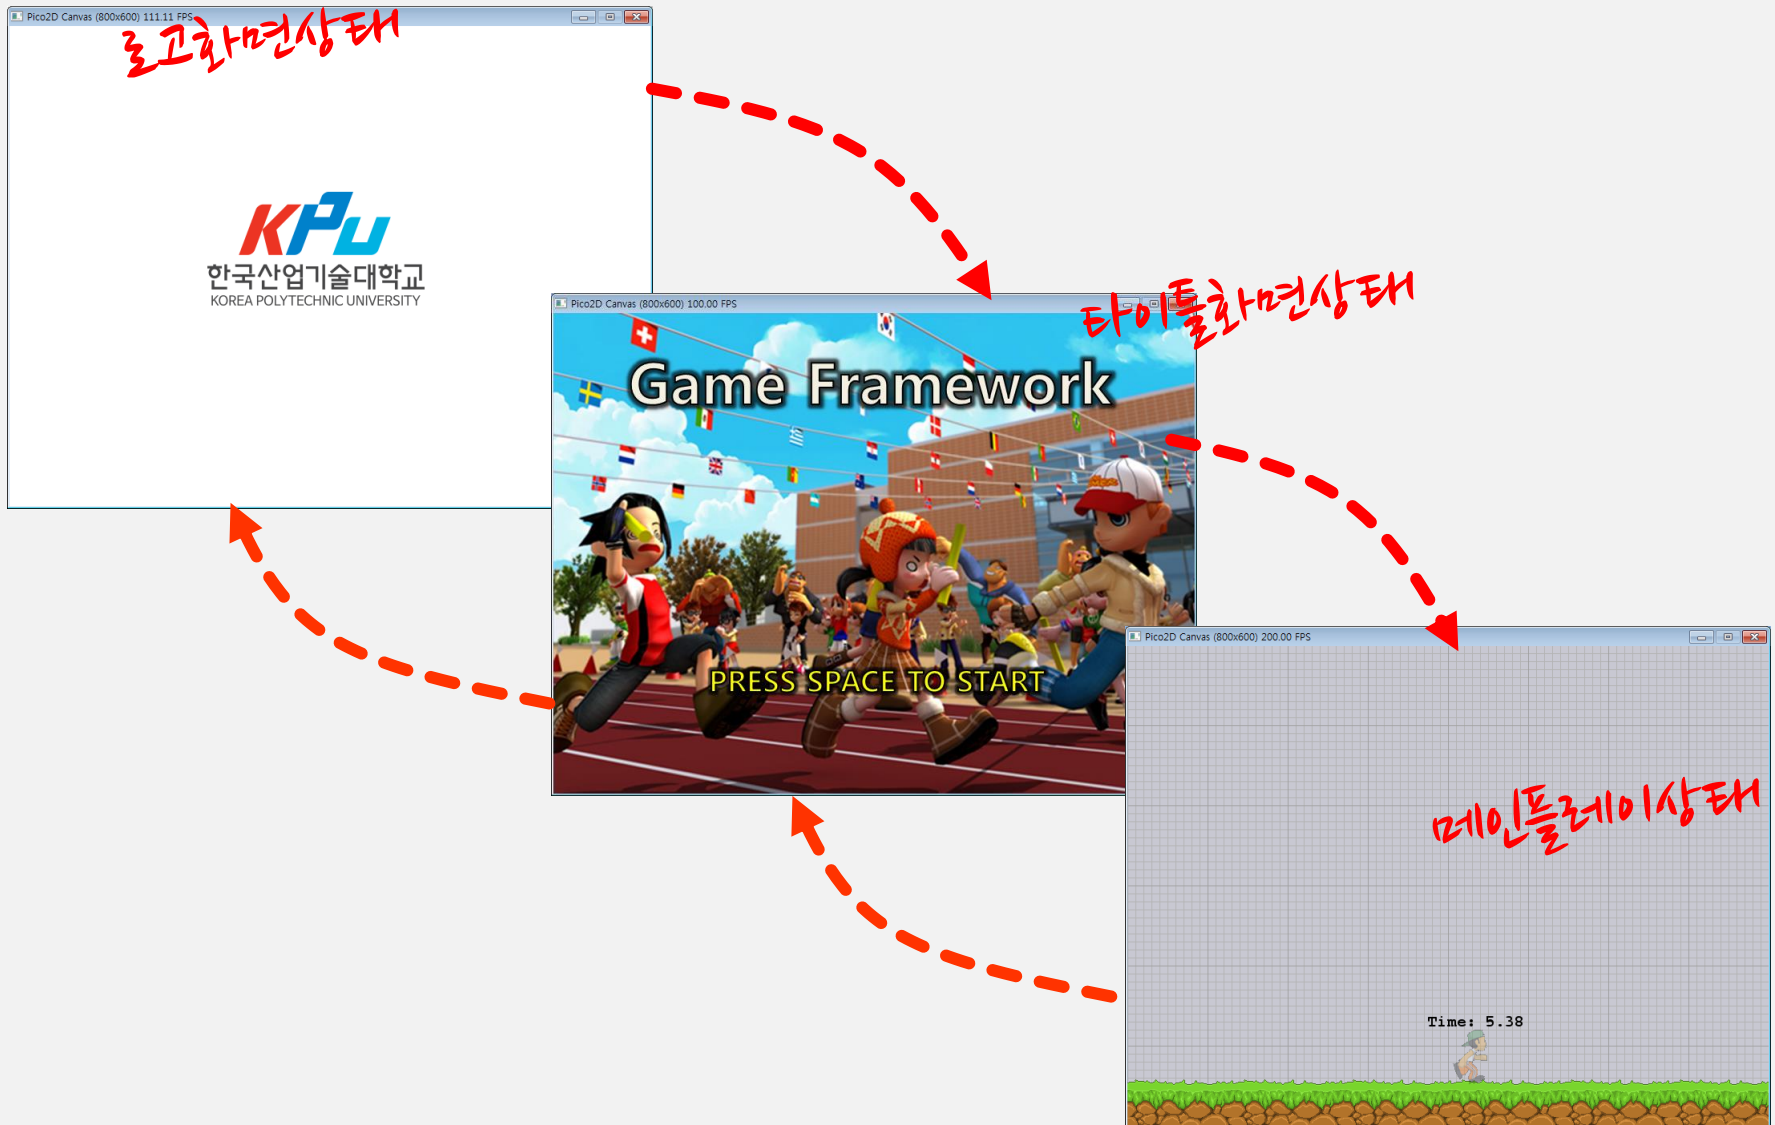 Pico2D Canvas (800x600) 111.11 FPS
로고화면상태
KPU
한국산업기술대학교
KOREA POLYTECHNIC UNIVERSITY
Pico2D Canvas (800x600) 100.00 FPS
타이틀화면상태
Game Framework
PRESS SPACE TO START
Pico2D Canvas (800x600) 200.00 FPS
메인플레이상태
Time: 5.38